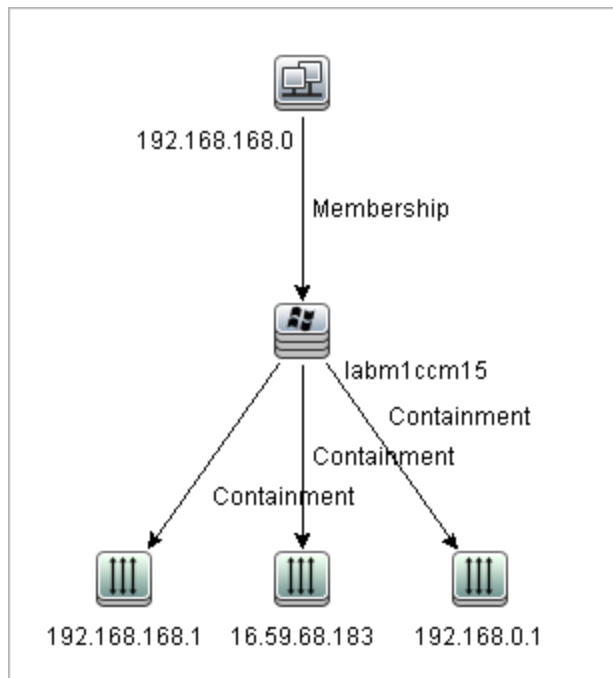 192.168.168.0
Membership
labm1ccm15
Containment
Containment
Containment
192.168.168.1
16.59.68.183
192.168.0.1